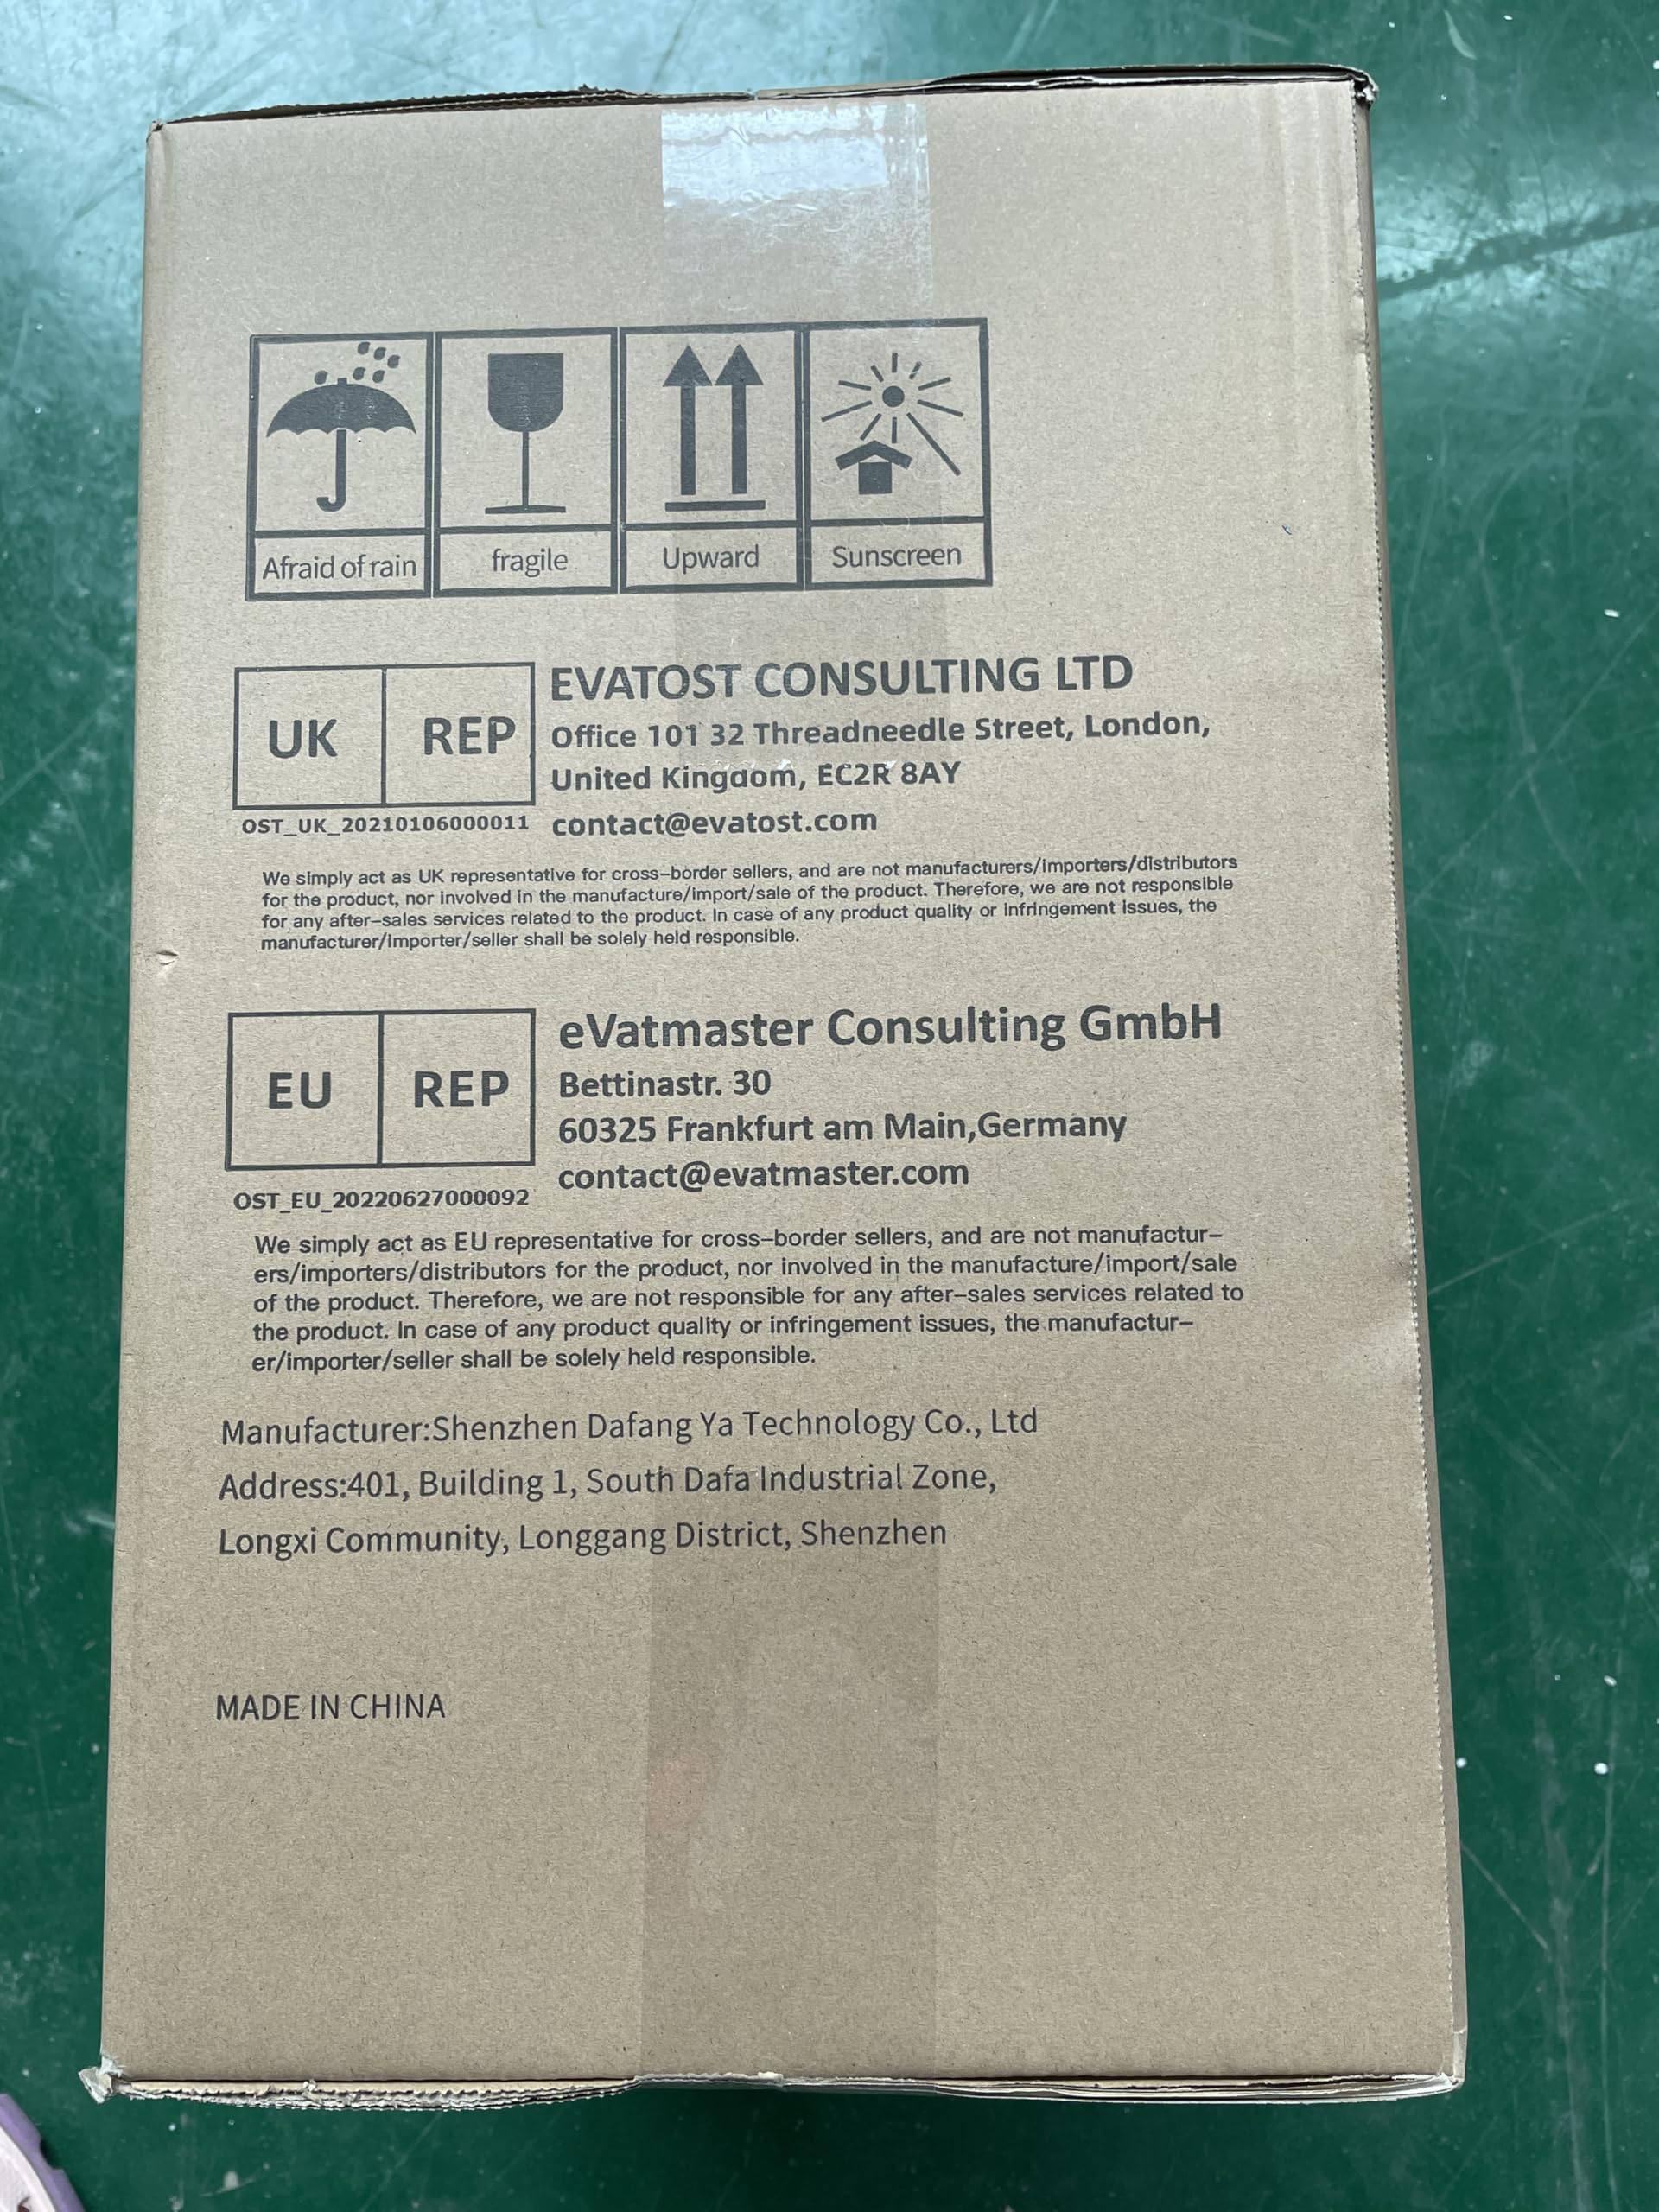 Afraid of rain
fragile
Upward
Sunscreen
UK REP
EVATOST CONSULTING LTD
Office 101 32 Threadneedle Street, London,
United Kingdom, EC2R 8AY
OST_UK_20210106000011
contact@evatost.com
We simply act as UK representative for cross-border sellers, and are not manufacturers/importers/distributors
for the product, nor involved in the manufacture/import/sale of the product. Therefore, we are not responsible
for any after-sales services related to the product. In case of any product quality or infringement issues, the
manufacturer/importer/seller shall be solely held responsible.
EU REP
eVatmaster Consulting GmbH
Bettinastr. 30
60325 Frankfurt am Main,Germany
contact@evatmaster.com
OST_EU_20220627000092
We simply act as EU representative for cross-border sellers, and are not manufactur-
ers/importers/distributors for the product, nor involved in the manufacture/import/sale
of the product. Therefore, we are not responsible for any after-sales services related to
the product. In case of any product quality or infringement issues, the manufactur-
er/importer/seller shall be solely held responsible.
Manufacturer:Shenzhen Dafang Ya Technology Co., Ltd
Address:401, Building 1, South Dafa Industrial Zone,
Longxi Community, Longgang District, Shenzhen
MADE IN CHINA